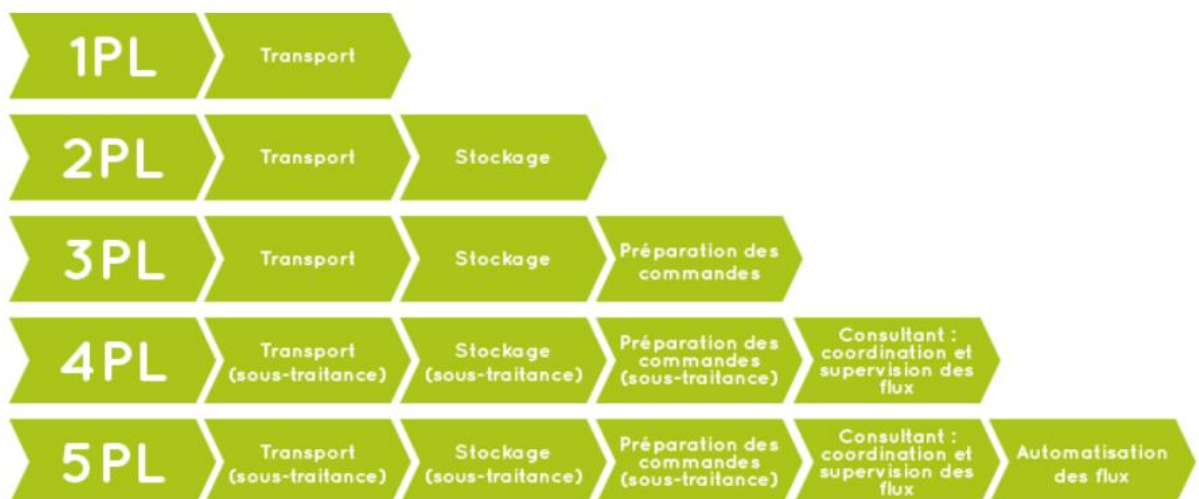 1PL
Transport
2PL
Transport
Stockage
3PL
Transport
Stockage
Préparation des
commandes
4PL
Transport
(sous-traitance)
Stockage
(sous-traitance)
Préparation des
commandes
(sous-traitance)
Consultant :
coordination et
supervision des
flux
5PL
Transport
(sous-traitance)
Stockage
(sous-traitance)
Préparation des
commandes
(sous-traitance)
Consultant :
coordination et
supervision des
flux
Automatisation
des flux